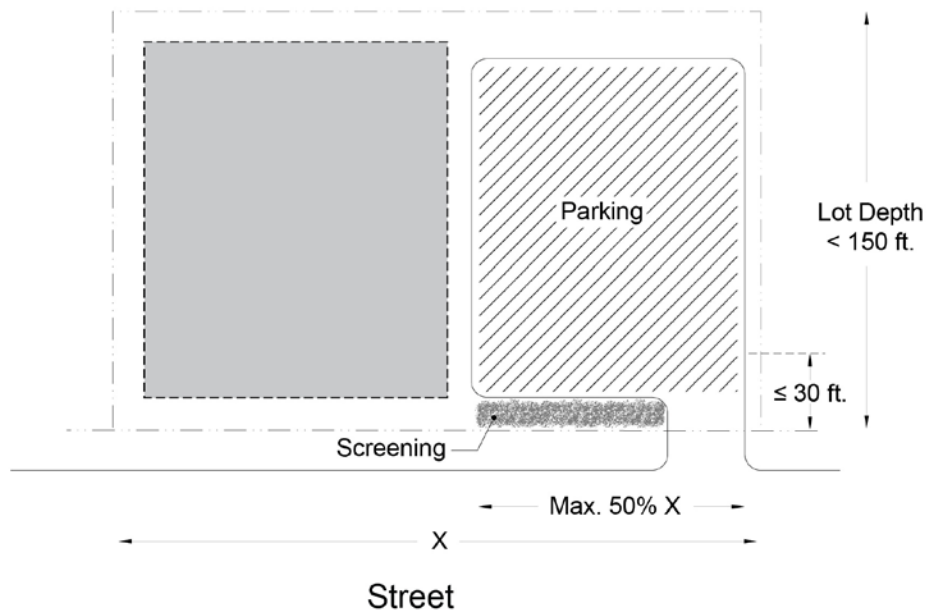 Parking
Lot Depth
< 150 ft.
≤ 30 ft.
Screening
Max. 50% X
X
Street